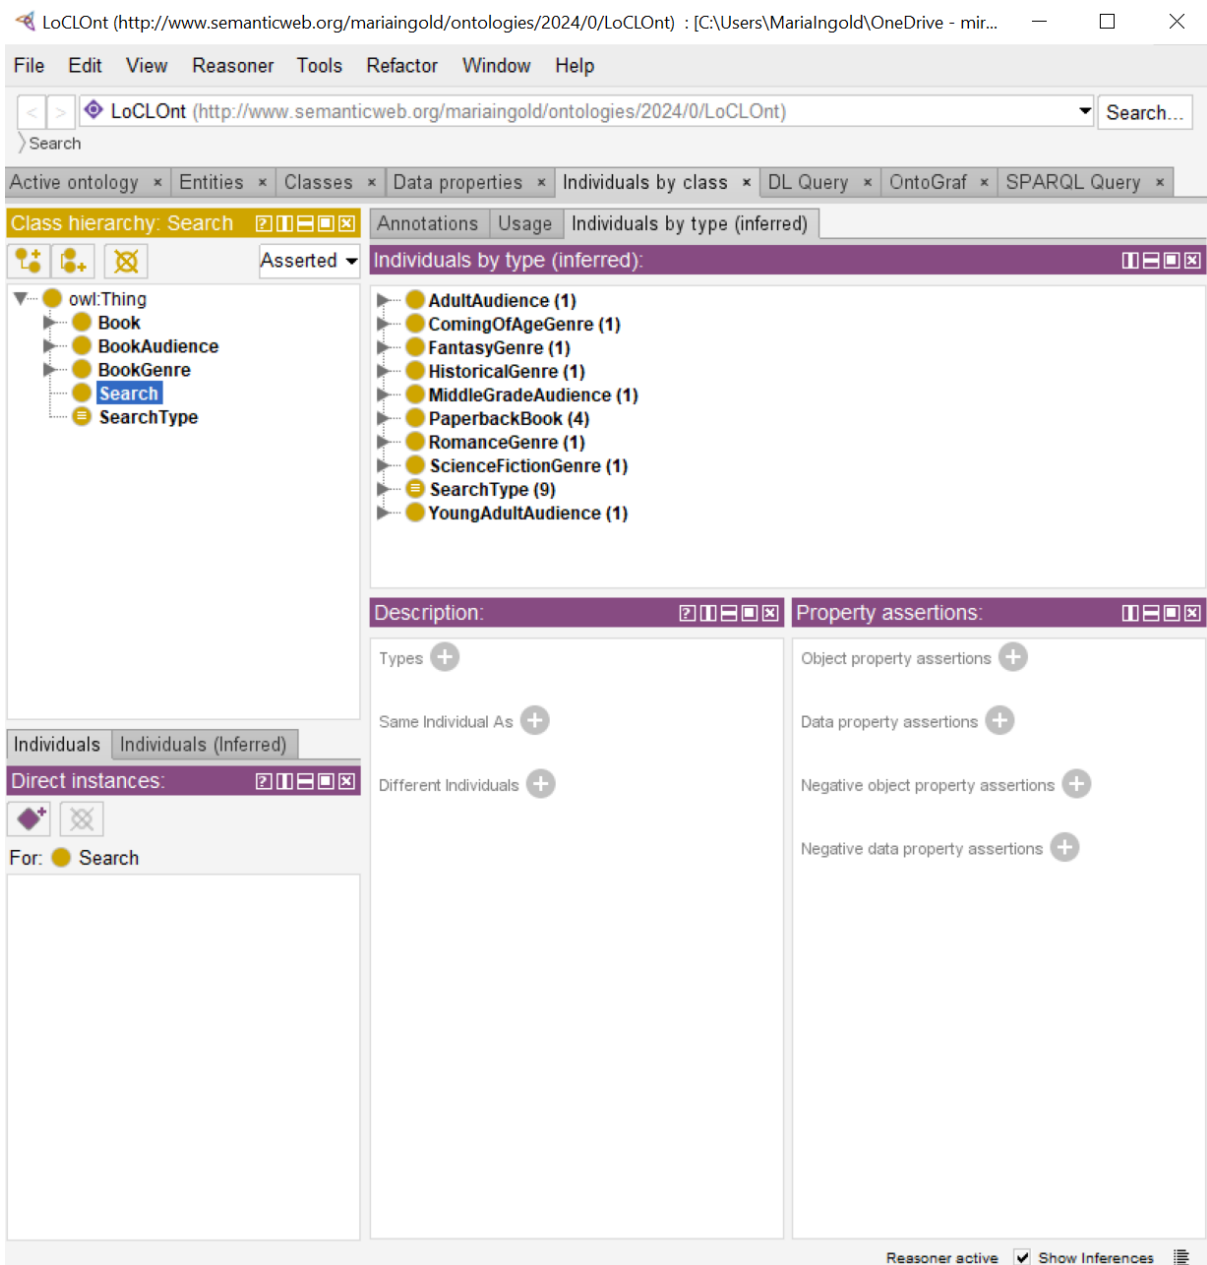 LoCLOnt (http://www.semanticweb.org/mariaingold/ontologies/2024/0/LoCLOnt) : [C:\Users\MariaIngold\OneDrive - mir...
File Edit View Reasoner Tools Refactor Window Help
< > LoCLOnt (http://www.semanticweb.org/mariaingold/ontologies/2024/0/LoCLOnt) Search...
Search
Active ontology × Entities × Classes × Data properties × Individuals by class × DL Query × OntoGraf × SPARQL Query ×
Class hierarchy: Search
Asserted
owl:Thing
Book
BookAudience
BookGenre
Search
SearchType
Annotations Usage Individuals by type (inferred)
Individuals by type (inferred):
AdultAudience (1)
ComingOfAgeGenre (1)
FantasyGenre (1)
HistoricalGenre (1)
MiddleGradeAudience (1)
PaperbackBook (4)
RomanceGenre (1)
ScienceFictionGenre (1)
SearchType (9)
YoungAdultAudience (1)
Individuals Individuals (Inferred)
Direct instances:
For: Search
Description:
Types
Same Individual As
Different Individuals
Property assertions:
Object property assertions
Data property assertions
Negative object property assertions
Negative data property assertions
Reasoner active Show Inferences